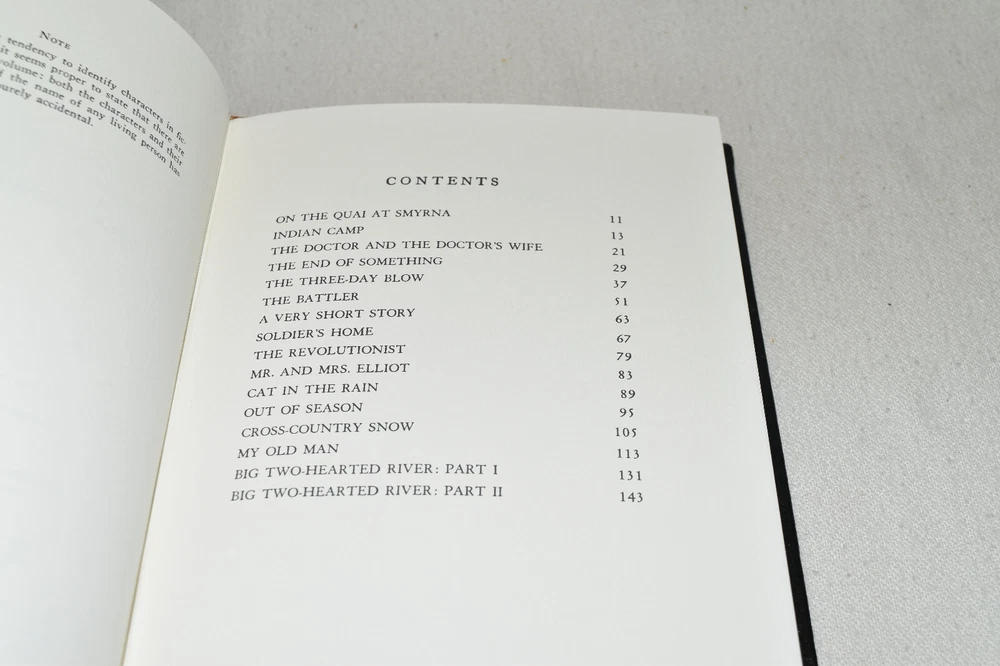 NOTE
tendency to identify characters in fic-
it seems proper to state that there are
volume: both the characters and their
the name of any living person has
purely accidental.
CONTENTS
ON THE QUAI AT SMYRNA 11
INDIAN CAMP 13
THE DOCTOR AND THE DOCTOR'S WIFE 21
THE END OF SOMETHING 29
THE THREE-DAY BLOW 37
THE BATTLER 51
A VERY SHORT STORY 63
SOLDIER'S HOME 67
THE REVOLUTIONIST 79
MR. AND MRS. ELLIOT 83
CAT IN THE RAIN 89
OUT OF SEASON 95
CROSS-COUNTRY SNOW 105
MY OLD MAN 113
BIG TWO-HEARTED RIVER: PART I 131
BIG TWO-HEARTED RIVER: PART II 143